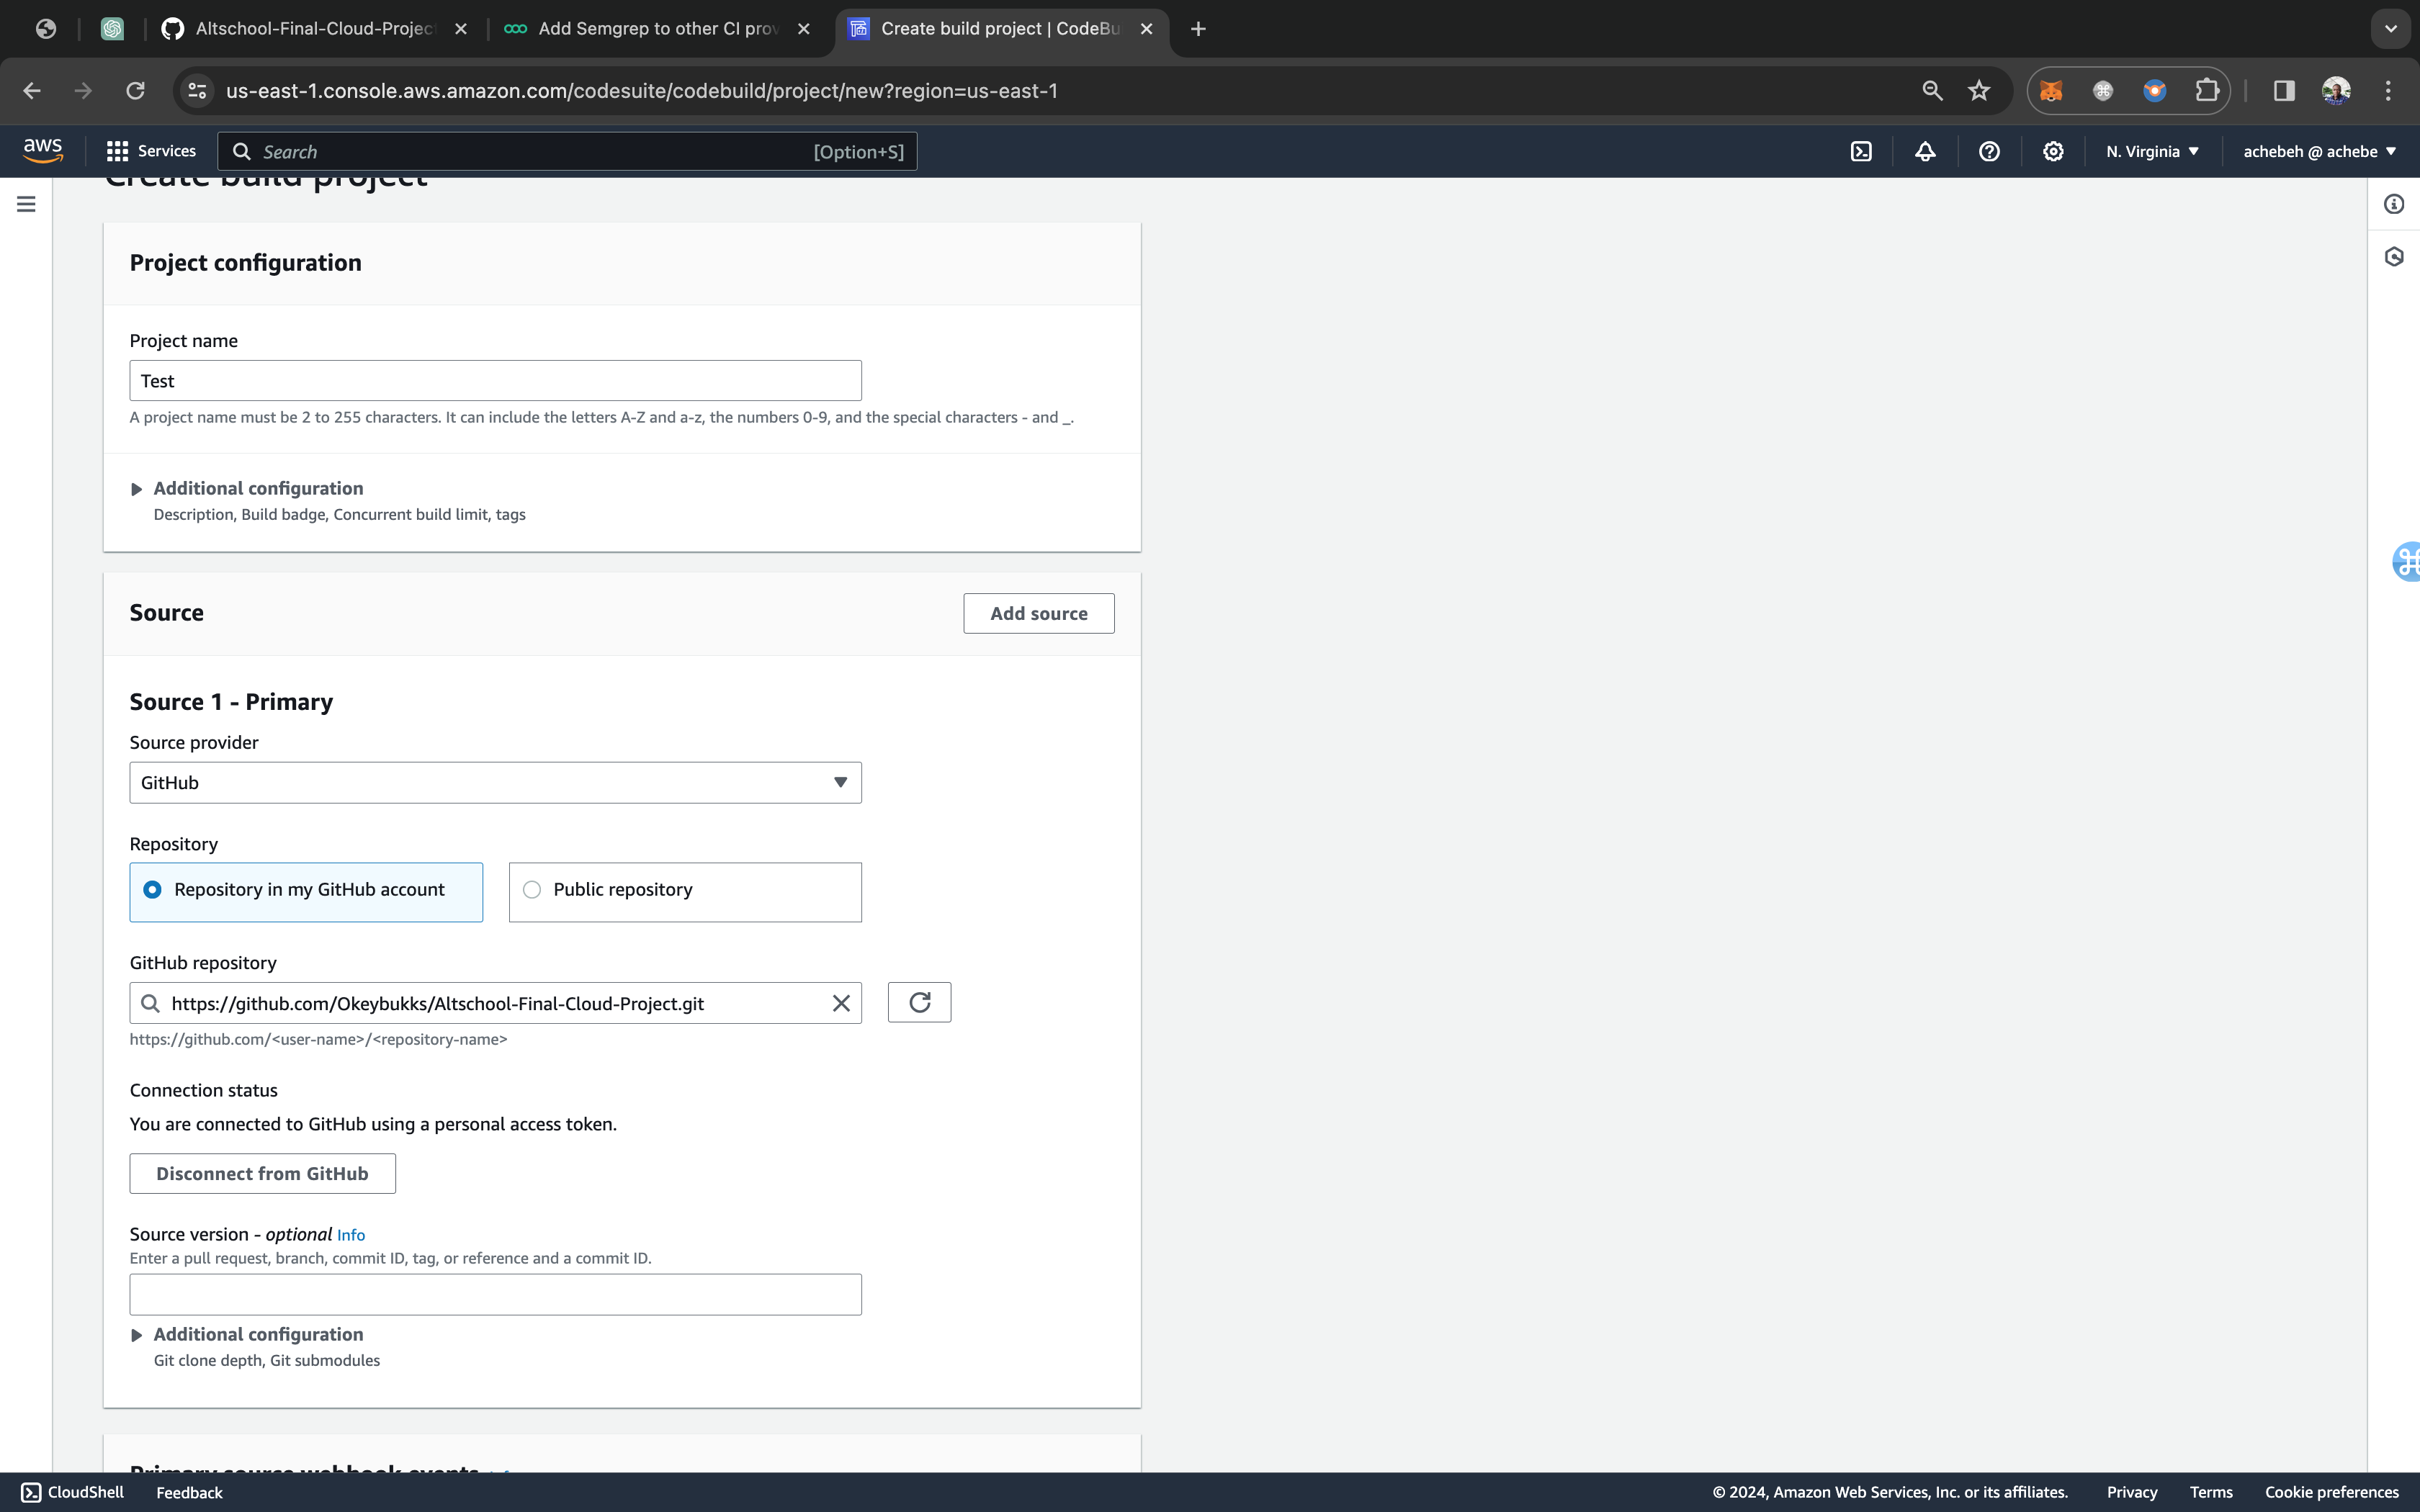 Altschool-Final-Cloud-Projec
Add Semgrep to other CI prov
Create build project | CodeBu
us-east-1.console.aws.amazon.com/codesuite/codebuild/project/new?region=us-east-1
aws
Services
Search
[Option+S]
N. Virginia
achebeh @ achebe
Create build project
Project configuration
Project name
Test
A project name must be 2 to 255 characters. It can include the letters A-Z and a-z, the numbers 0-9, and the special characters - and _.
Additional configuration
Description, Build badge, Concurrent build limit, tags
Source
Add source
Source 1 - Primary
Source provider
GitHub
Repository
Repository in my GitHub account
Public repository
GitHub repository
https://github.com/Okeybukks/Altschool-Final-Cloud-Project.git
https://github.com/<user-name>/<repository-name>
Connection status
You are connected to GitHub using a personal access token.
Disconnect from GitHub
Source version - optional Info
Enter a pull request, branch, commit ID, tag, or reference and a commit ID.
Additional configuration
Git clone depth, Git submodules
Primary source webhook events
CloudShell
Feedback
© 2024, Amazon Web Services, Inc. or its affiliates.
Privacy
Terms
Cookie preferences